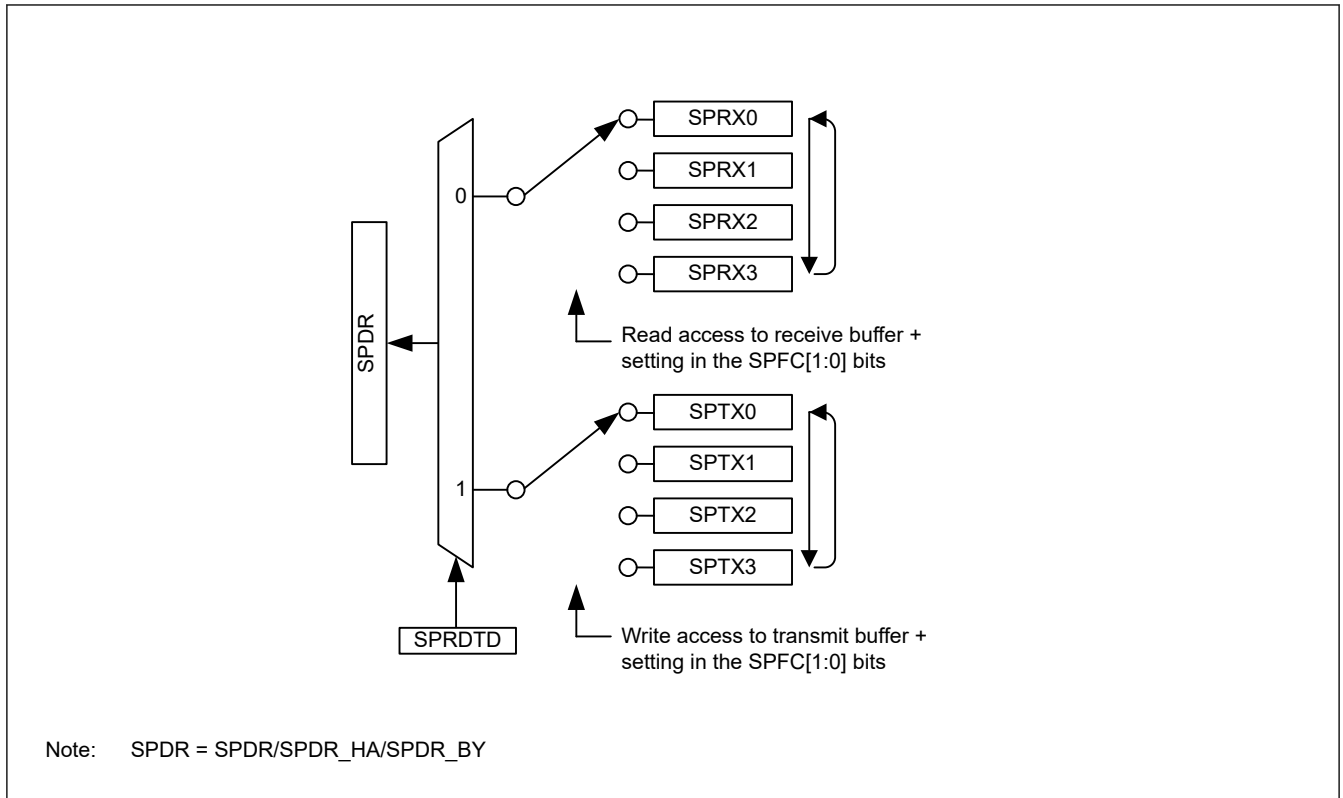 SPRX0
SPRX1
0
SPRX2
SPRX3
SPDR
Read access to receive buffer +
setting in the SPFC[1:0] bits
SPTX0
SPTX1
1
SPTX2
SPTX3
SPRDTD
Write access to transmit buffer +
setting in the SPFC[1:0] bits
Note: SPDR = SPDR/SPDR_HA/SPDR_BY